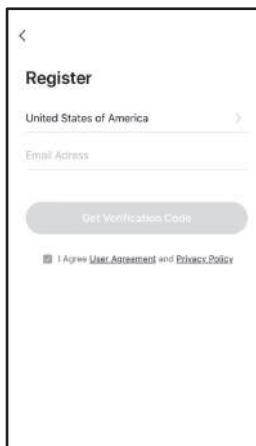 Register
United States of America
Email Adress
Get Verification Code
I Agree User Agreement and Privacy Policy